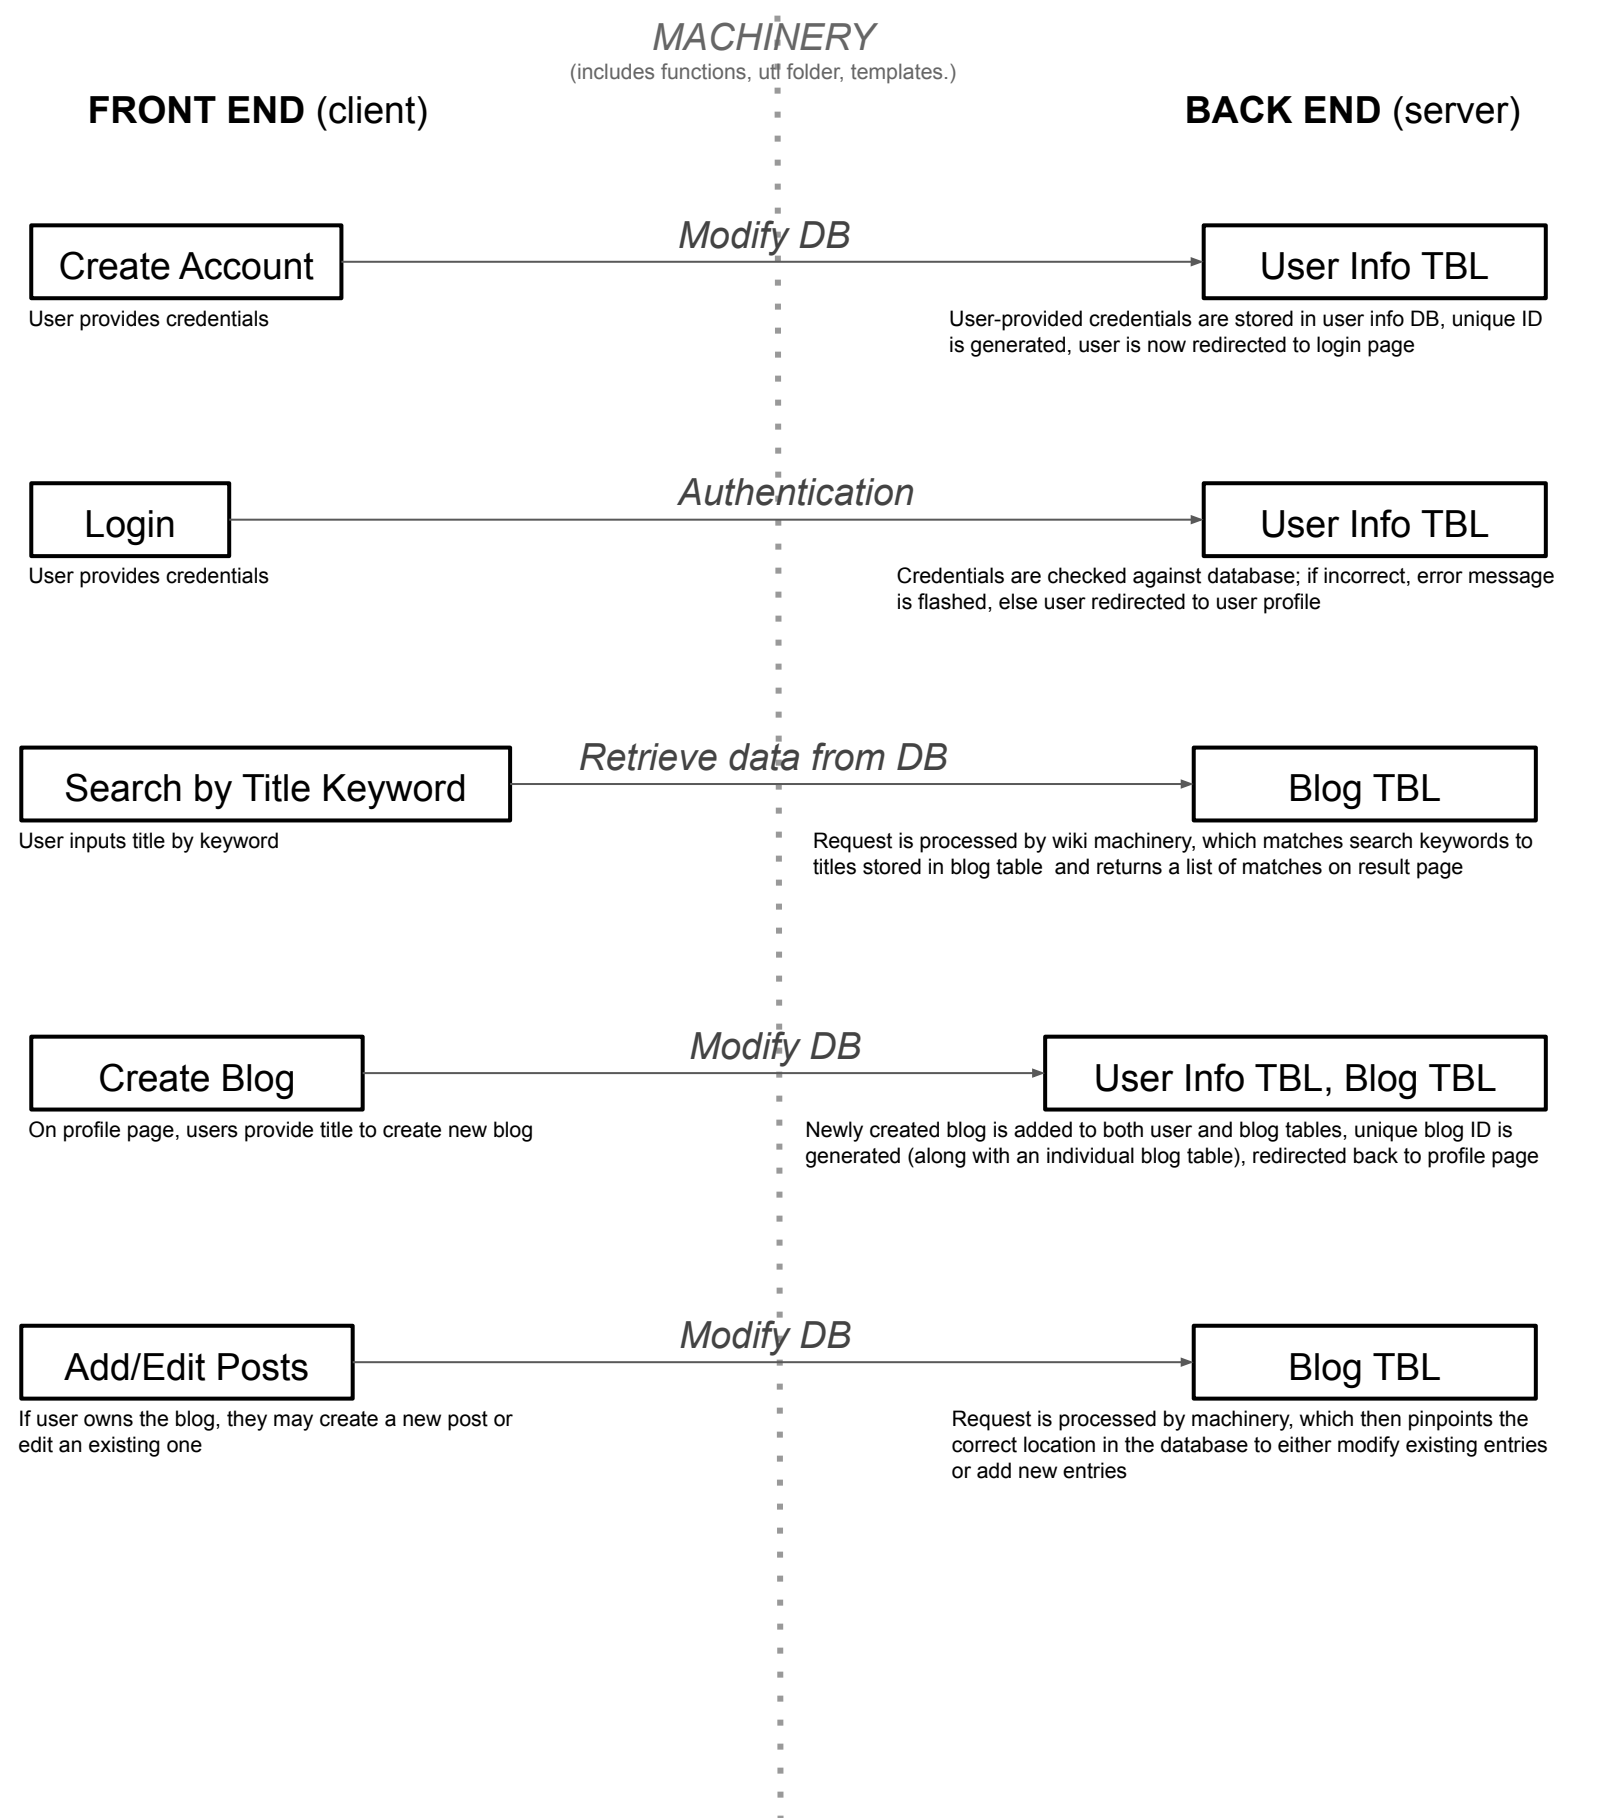 MACHINERY
(includes functions, utl folder, templates.)
FRONT END (client)
BACK END (server)
Modify DB
Create Account
User Info TBL
User provides credentials
User-provided credentials are stored in user info DB, unique ID
is generated, user is now redirected to login page
Authentication
Login
User Info TBL
User provides credentials
Credentials are checked against database; if incorrect, error message
is flashed, else user redirected to user profile
Retrieve data from DB
Search by Title Keyword
Blog TBL
User inputs title by keyword
Request is processed by wiki machinery, which matches search keywords to
titles stored in blog table  and returns a list of matches on result page
Modify DB
Create Blog
User Info TBL, Blog TBL
On profile page, users provide title to create new blog
Newly created blog is added to both user and blog tables, unique blog ID is
generated (along with an individual blog table), redirected back to profile page
Modify DB
Add/Edit Posts
Blog TBL
If user owns the blog, they may create a new post or
edit an existing one
Request is processed by machinery, which then pinpoints the
correct location in the database to either modify existing entries
or add new entries